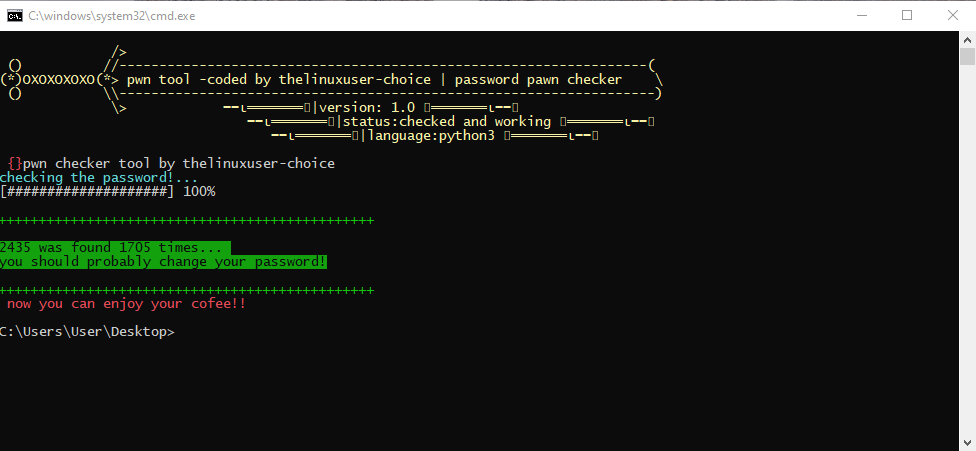 C:\windows\system32\cmd.exe
/>
() //-------------------------------------------------------------------(
(*)OXOXOXOXO(*> pwn tool -coded by thelinuxuser-choice | password pawn checker \
() \\-------------------------------------------------------------------)
\> --ι═══════▯|version: 1.0 ▯═══════ι--▯
--ι═══════▯|status:checked and working ▯═══════ι--▯
--ι═══════▯|language:python3 ▯═══════ι--▯
{}pwn checker tool by thelinuxuser-choice
checking the password!...
[####################] 100%
+++++++++++++++++++++++++++++++++++++++++++++++
2435 was found 1705 times...
you should probably change your password!
+++++++++++++++++++++++++++++++++++++++++++++++
now you can enjoy your cofee!!
C:\Users\User\Desktop>